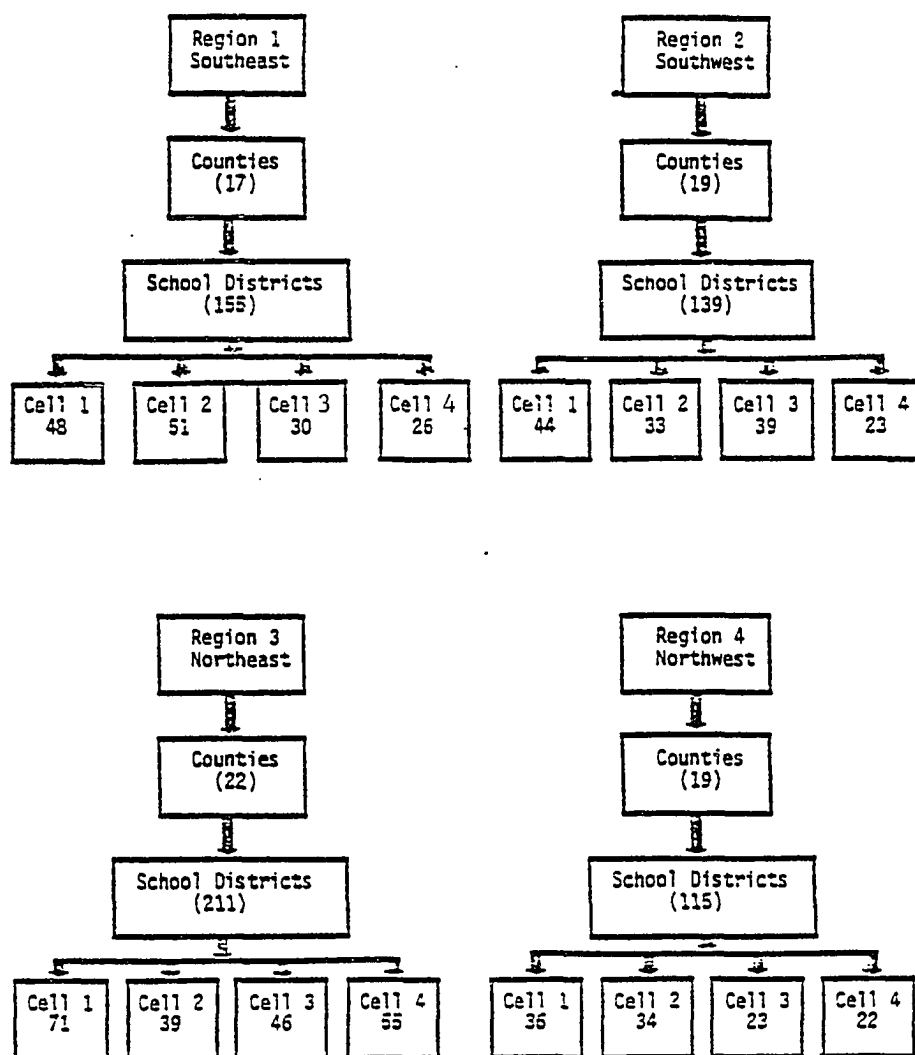 Region 1
Southeast
Counties
(17)
School Districts
(155)
Cell 1
48
Cell 2
51
Cell 3
30
Cell 4
26
Region 2
Southwest
Counties
(19)
School Districts
(139)
Cell 1
44
Cell 2
33
Cell 3
39
Cell 4
23
Region 3
Northeast
Counties
(22)
School Districts
(211)
Cell 1
71
Cell 2
39
Cell 3
46
Cell 4
55
Region 4
Northwest
Counties
(19)
School Districts
(115)
Cell 1
36
Cell 2
34
Cell 3
23
Cell 4
22